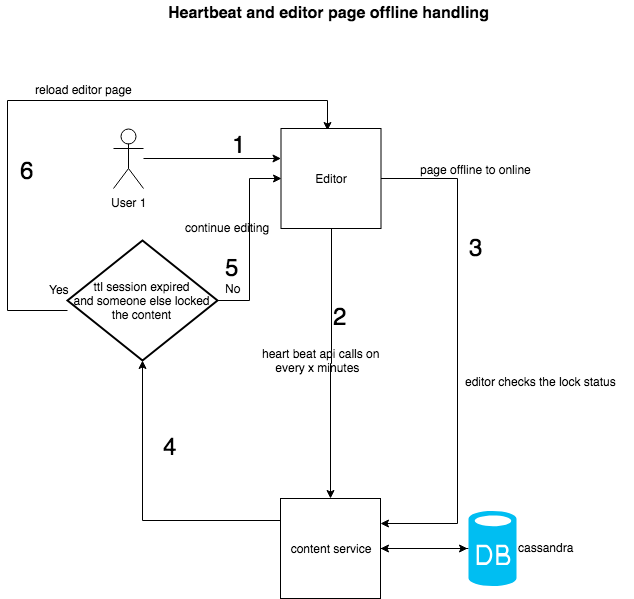 Heartbeat and editor page offline handling
reload editor page
1
6
page offline to online
Editor
User 1
continue editing
3
5
Yes
ttl session expired
and someone else locked
the content
No
2
heart beat api calls on
every x minutes
editor checks the lock status
4
content service
DB
cassandra